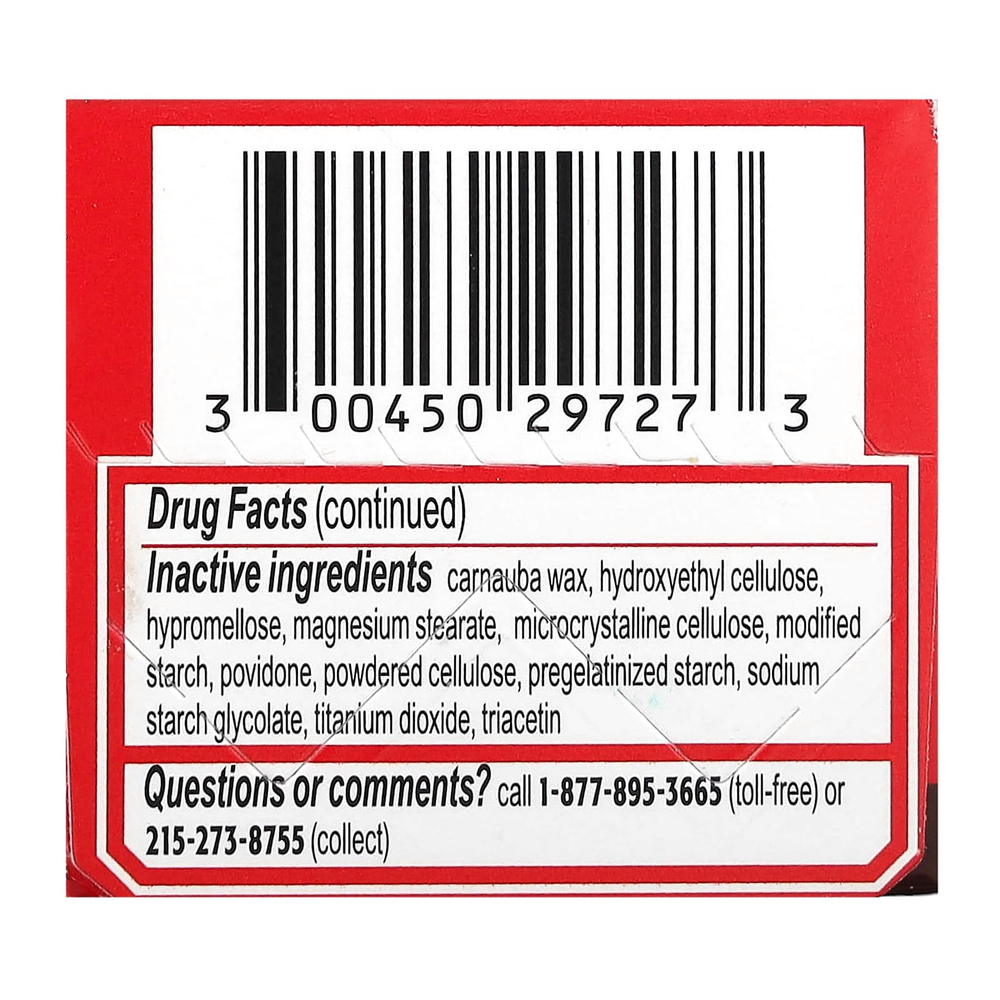 3 00450 29727 3
Drug Facts (continued)
Inactive ingredients carnauba wax, hydroxyethyl cellulose,
hypromellose, magnesium stearate, microcrystalline cellulose, modified
starch, povidone, powdered cellulose, pregelatinized starch, sodium
starch glycolate, titanium dioxide, triacetin
Questions or comments? call 1-877-895-3665 (toll-free) or
215-273-8755 (collect)